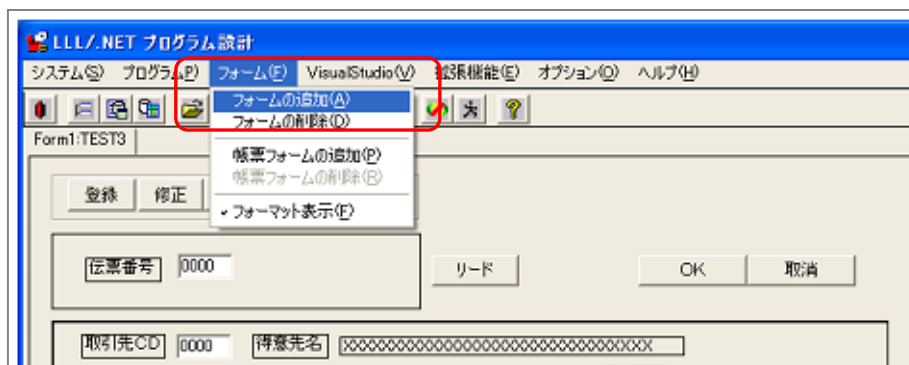 LLL/.NET プログラム設計
システム(S) プログラムP) フォーム(F) VisualStudio(V) 拡張機能(E) オプション(O) ヘルプ(H)
フォームの追加(A)
フォームの削除(D)
Form1:TEST3
帳票フォームの追加(P)
帳票フォームの削除(R)
登録 修正
フォーマット表示(F)
伝票番号 0000 リード OK 取消
取引先CD 0000 得意先名